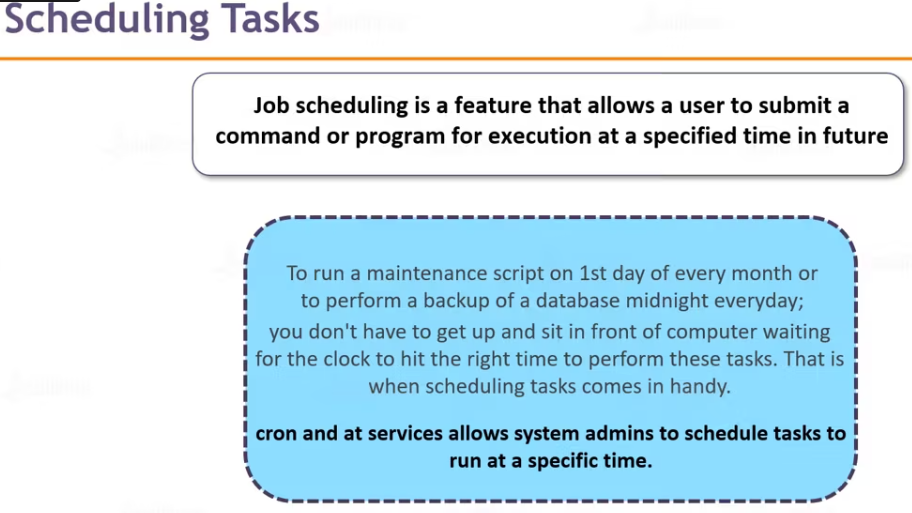 Scheduling Tasks
Job scheduling is a feature that allows a user to submit a
command or program for execution at a specified time in future
To run a maintenance script on 1st day of every month or
to perform a backup of a database midnight everyday;
you don't have to get up and sit in front of computer waiting
for the clock to hit the right time to perform these tasks. That is
when scheduling tasks comes in handy.
cron and at services allows system admins to schedule tasks to
run at a specific time.